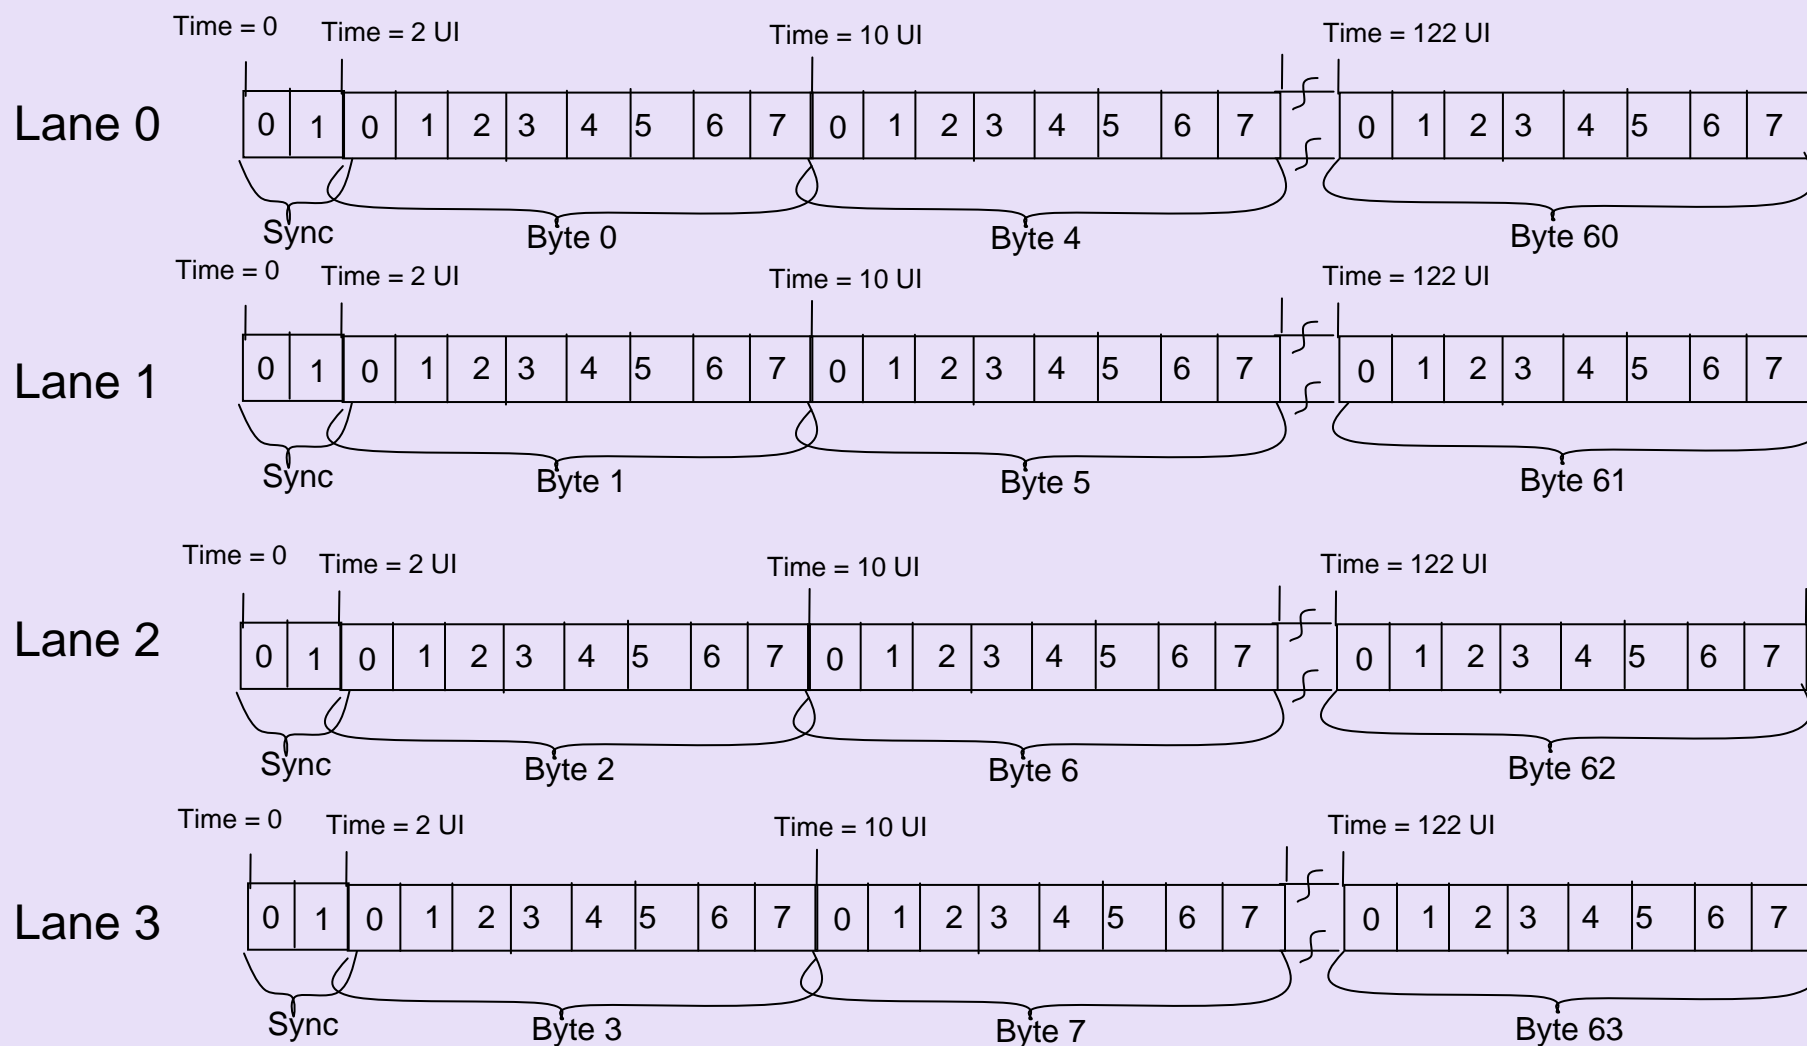 Time = 0 Time = 2 UI Time = 10 UI Time = 122 UI
Lane 0 0 1 0 1 2 3 4 5 6 7 0 1 2 3 4 5 6 7 0 1 2 3 4 5 6 7
Sync Byte 0 Byte 4 Byte 60
Time = 0 Time = 2 UI Time = 10 UI Time = 122 UI
Lane 1 0 1 0 1 2 3 4 5 6 7 0 1 2 3 4 5 6 7 0 1 2 3 4 5 6 7
Sync Byte 1 Byte 5 Byte 61
Time = 0 Time = 2 UI Time = 10 UI Time = 122 UI
Lane 2 0 1 0 1 2 3 4 5 6 7 0 1 2 3 4 5 6 7 0 1 2 3 4 5 6 7
Sync Byte 2 Byte 6 Byte 62
Time = 0 Time = 2 UI Time = 10 UI Time = 122 UI
Lane 3 0 1 0 1 2 3 4 5 6 7 0 1 2 3 4 5 6 7 0 1 2 3 4 5 6 7
Sync Byte 3 Byte 7 Byte 63